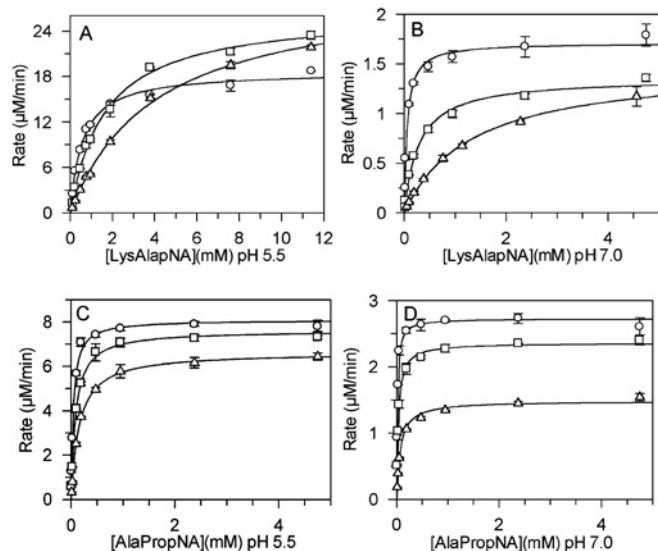 A
Rate (µM/min)
24
18
12
6
0
0 2 4 6 8 10 12
[LysAlapNA](mM) pH 5.5
B
Rate (µM/min)
2
1.5
1
0.5
0
0 2 4
[LysAlapNA](mM) pH 7.0
C
Rate (µM/min)
8
6
4
2
0
0 2 4
[AlaPropNA](mM) pH 5.5
D
Rate (µM/min)
3
2
1
0
0 2 4
[AlaPropNA](mM) pH 7.0